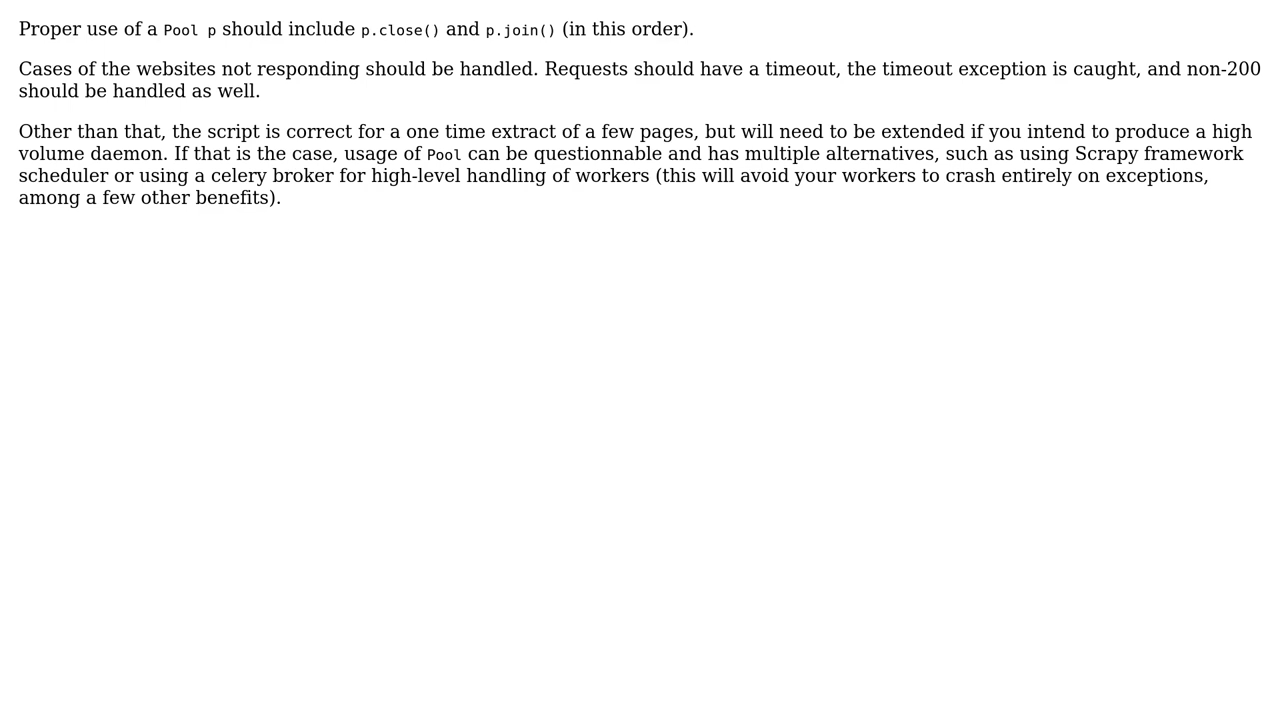 Proper use of a Pool p should include p.close() and p.join() (in this order).
Cases of the websites not responding should be handled. Requests should have a timeout, the timeout exception is caught, and non-200
should be handled as well.
Other than that, the script is correct for a one time extract of a few pages, but will need to be extended if you intend to produce a high
volume daemon. If that is the case, usage of Pool can be questionnable and has multiple alternatives, such as using Scrapy framework
scheduler or using a celery broker for high-level handling of workers (this will avoid your workers to crash entirely on exceptions,
among a few other benefits).